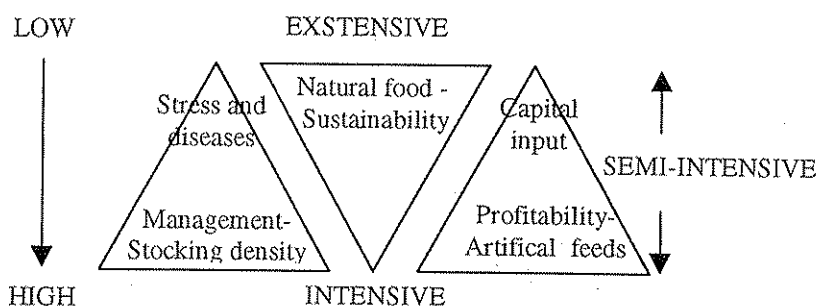 LOW
EXSTENSIVE
Stress and
diseases
Natural food -
Sustainability
Capital
input
SEMI-INTENSIVE
Management-
Stocking density
Profitability-
Artifical feeds
HIGH
INTENSIVE